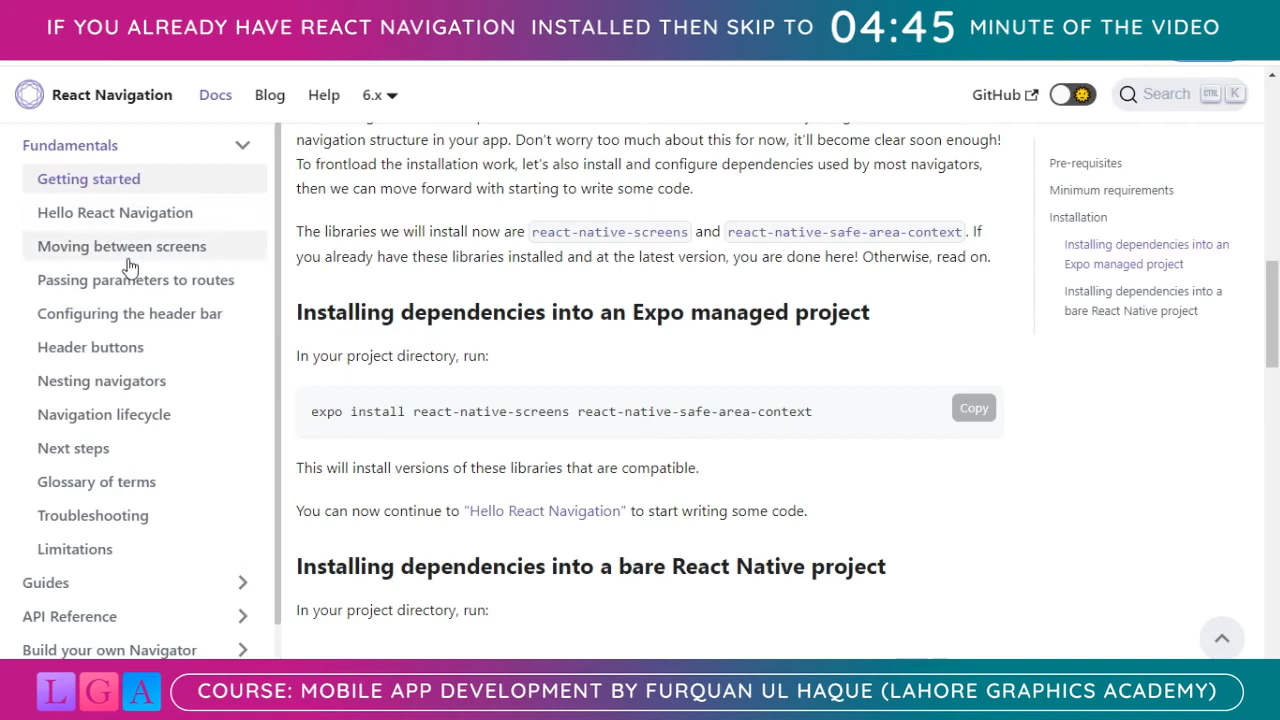 IF YOU ALREADY HAVE REACT NAVIGATION INSTALLED THEN SKIP TO 04:45 MINUTE OF THE VIDEO
React Navigation Docs Blog Help 6.x GitHub Search CTRL K
Fundamentals
Getting started
Hello React Navigation
Moving between screens
Passing parameters to routes
Configuring the header bar
Header buttons
Nesting navigators
Navigation lifecycle
Next steps
Glossary of terms
Troubleshooting
Limitations
Guides
API Reference
Build your own Navigator
navigation structure in your app. Don't worry too much about this for now, it'll become clear soon enough!
To frontload the installation work, let's also install and configure dependencies used by most navigators,
then we can move forward with starting to write some code.
The libraries we will install now are react-native-screens and react-native-safe-area-context. If
you already have these libraries installed and at the latest version, you are done here! Otherwise, read on.
Installing dependencies into an Expo managed project
In your project directory, run:
expo install react-native-screens react-native-safe-area-context
Copy
This will install versions of these libraries that are compatible.
You can now continue to "Hello React Navigation" to start writing some code.
Installing dependencies into a bare React Native project
In your project directory, run:
Pre-requisites
Minimum requirements
Installation
Installing dependencies into an
Expo managed project
Installing dependencies into a
bare React Native project
LGA
COURSE: MOBILE APP DEVELOPMENT BY FURQUAN UL HAQUE (LAHORE GRAPHICS ACADEMY)